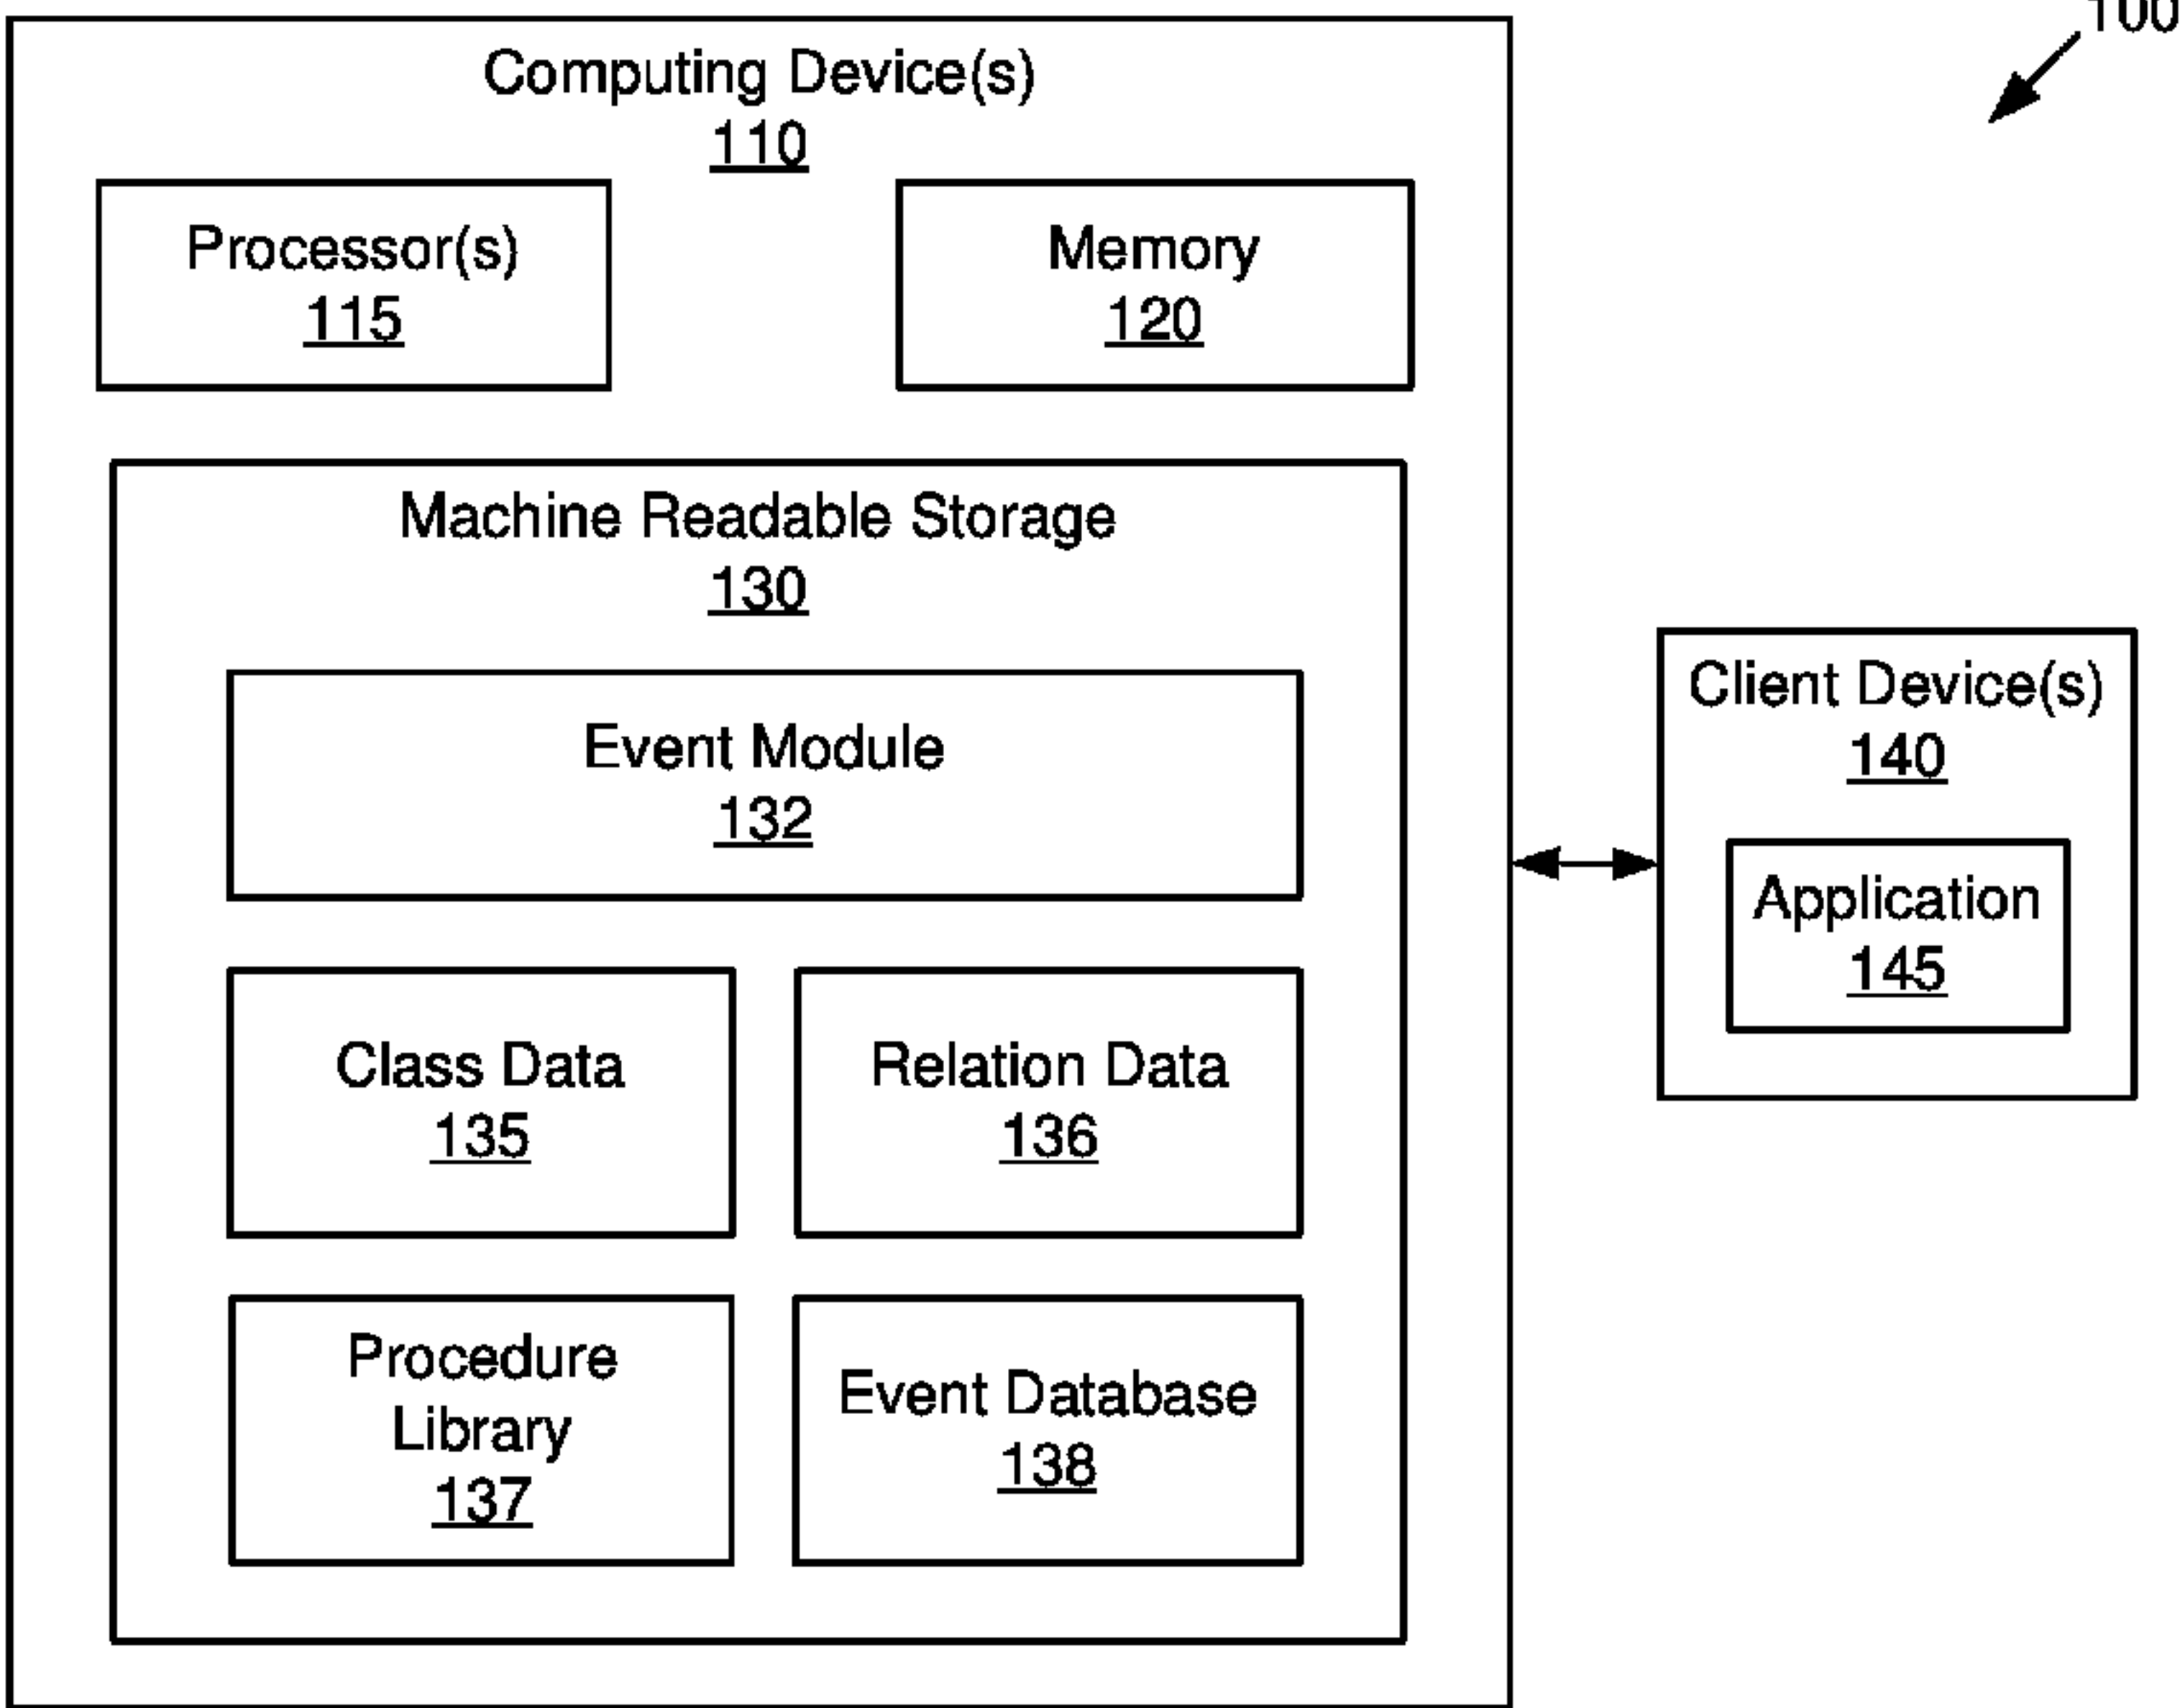 100
Computing Device(s)
110
Processor(s)
115
Memory
120
Machine Readable Storage
130
Event Module
132
Class Data
135
Relation Data
136
Procedure
Library
137
Event Database
138
Client Device(s)
140
Application
145